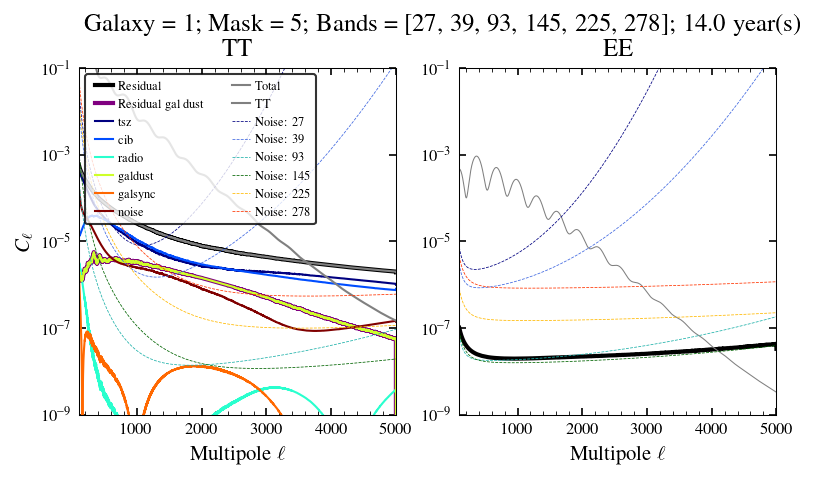 Galaxy = 1; Mask = 5; Bands = [27, 39, 93, 145, 225, 278]; 14.0 year(s)
TT
EE
10^{-1}
10^{-3}
10^{-5}
10^{-7}
10^{-9}
C_ℓ
Residual
Residual gal dust
tsz
cib
radio
galdust
galsync
noise
Total
TT
Noise: 27
Noise: 39
Noise: 93
Noise: 145
Noise: 225
Noise: 278
1000 2000 3000 4000 5000
Multipole ℓ
10^{-1}
10^{-3}
10^{-5}
10^{-7}
10^{-9}
1000 2000 3000 4000 5000
Multipole ℓ